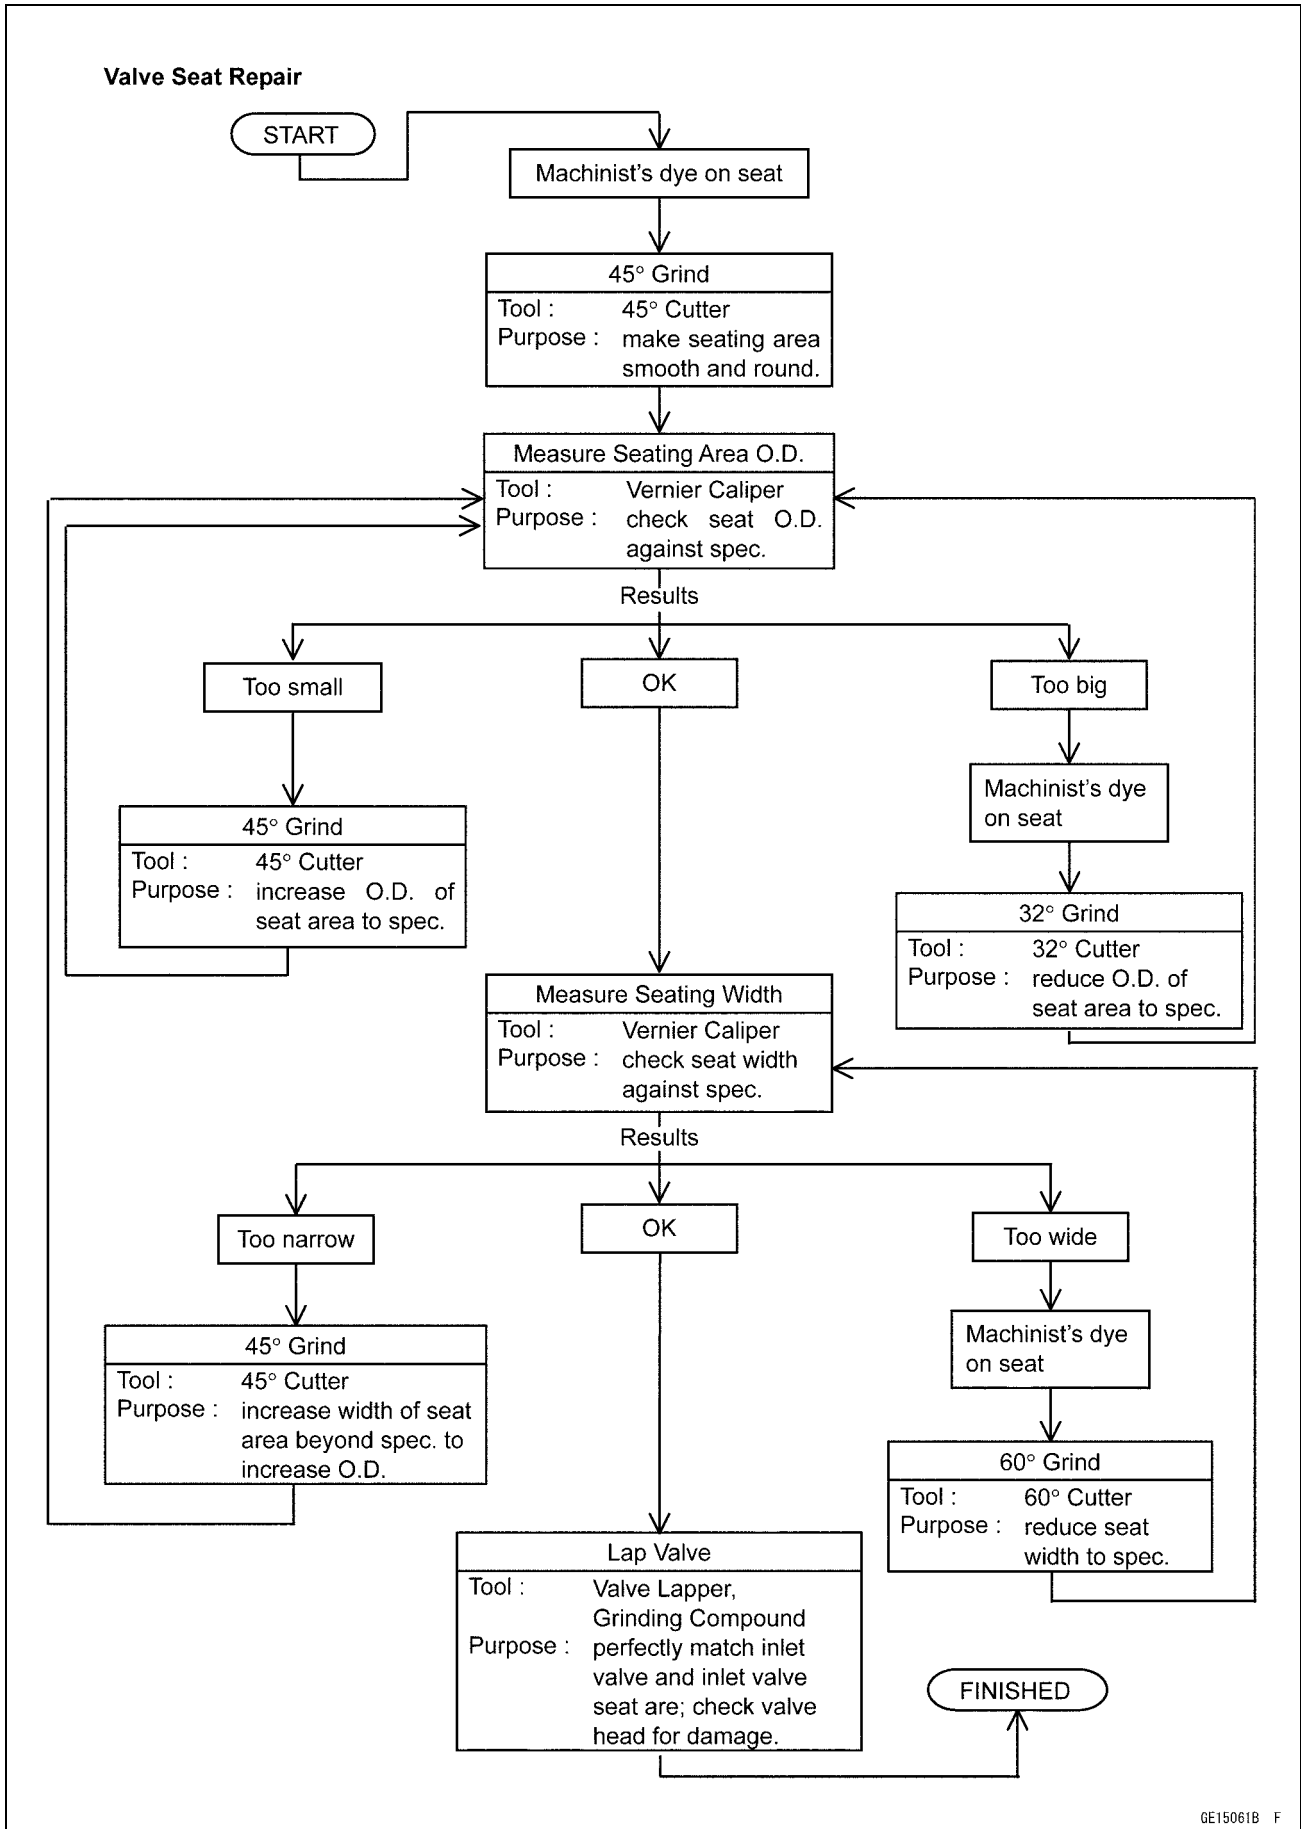 Valve Seat Repair
START
Machinist's dye on seat
45° Grind
Tool : 45° Cutter
Purpose : make seating area
smooth and round.
Measure Seating Area O.D.
Tool : Vernier Caliper
Purpose : check seat O.D.
against spec.
Results
Too small
OK
Too big
Machinist's dye
on seat
45° Grind
Tool : 45° Cutter
Purpose : increase O.D. of
seat area to spec.
32° Grind
Tool : 32° Cutter
Purpose : reduce O.D. of
seat area to spec.
Measure Seating Width
Tool : Vernier Caliper
Purpose : check seat width
against spec.
Results
Too narrow
OK
Too wide
Machinist's dye
on seat
45° Grind
Tool : 45° Cutter
Purpose : increase width of seat
area beyond spec. to
increase O.D.
60° Grind
Tool : 60° Cutter
Purpose : reduce seat
width to spec.
Lap Valve
Tool : Valve Lapper,
Grinding Compound
Purpose : perfectly match inlet
valve and inlet valve
seat are; check valve
head for damage.
FINISHED
GE15061B F